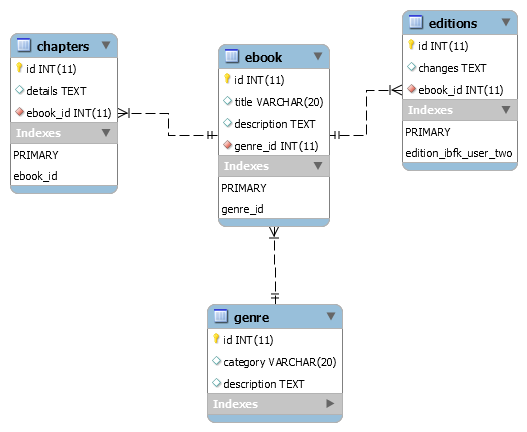 chapters
id INT(11)
details TEXT
ebook_id INT(11)
Indexes
PRIMARY
ebook_id
ebook
id INT(11)
title VARCHAR(20)
description TEXT
genre_id INT(11)
Indexes
PRIMARY
genre_id
editions
id INT(11)
changes TEXT
ebook_id INT(11)
Indexes
PRIMARY
edition_ibfk_user_two
genre
id INT(11)
category VARCHAR(20)
description TEXT
Indexes